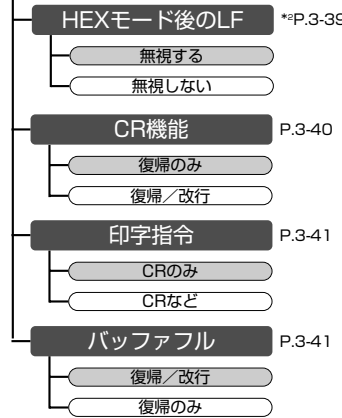 HEXモード後のLF *2P.3-39
無視する
無視しない
CR機能 P.3-40
復帰のみ
復帰／改行
印字指令 P.3-41
CRのみ
CRなど
バッファフル P.3-41
復帰／改行
復帰のみ